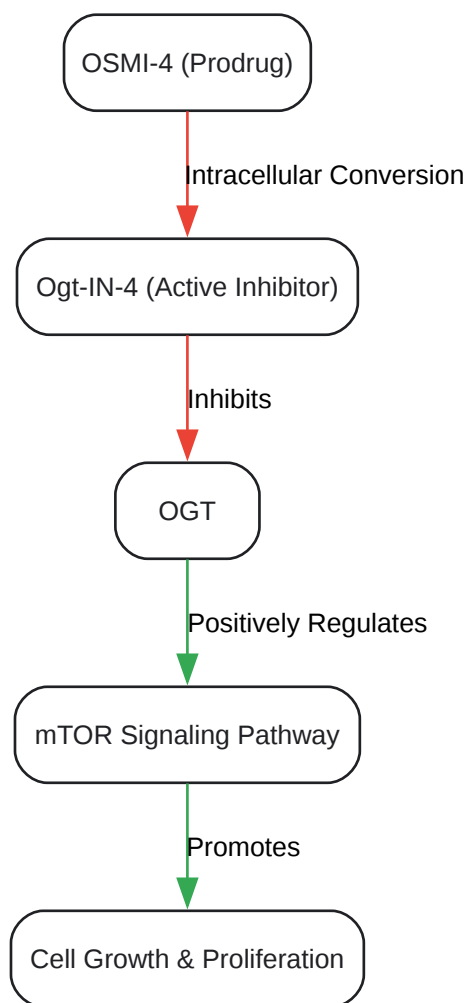 OSMI-4 (Prodrug)
Intracellular Conversion
Ogt-IN-4 (Active Inhibitor)
Inhibits
OGT
Positively Regulates
mTOR Signaling Pathway
Promotes
Cell Growth & Proliferation